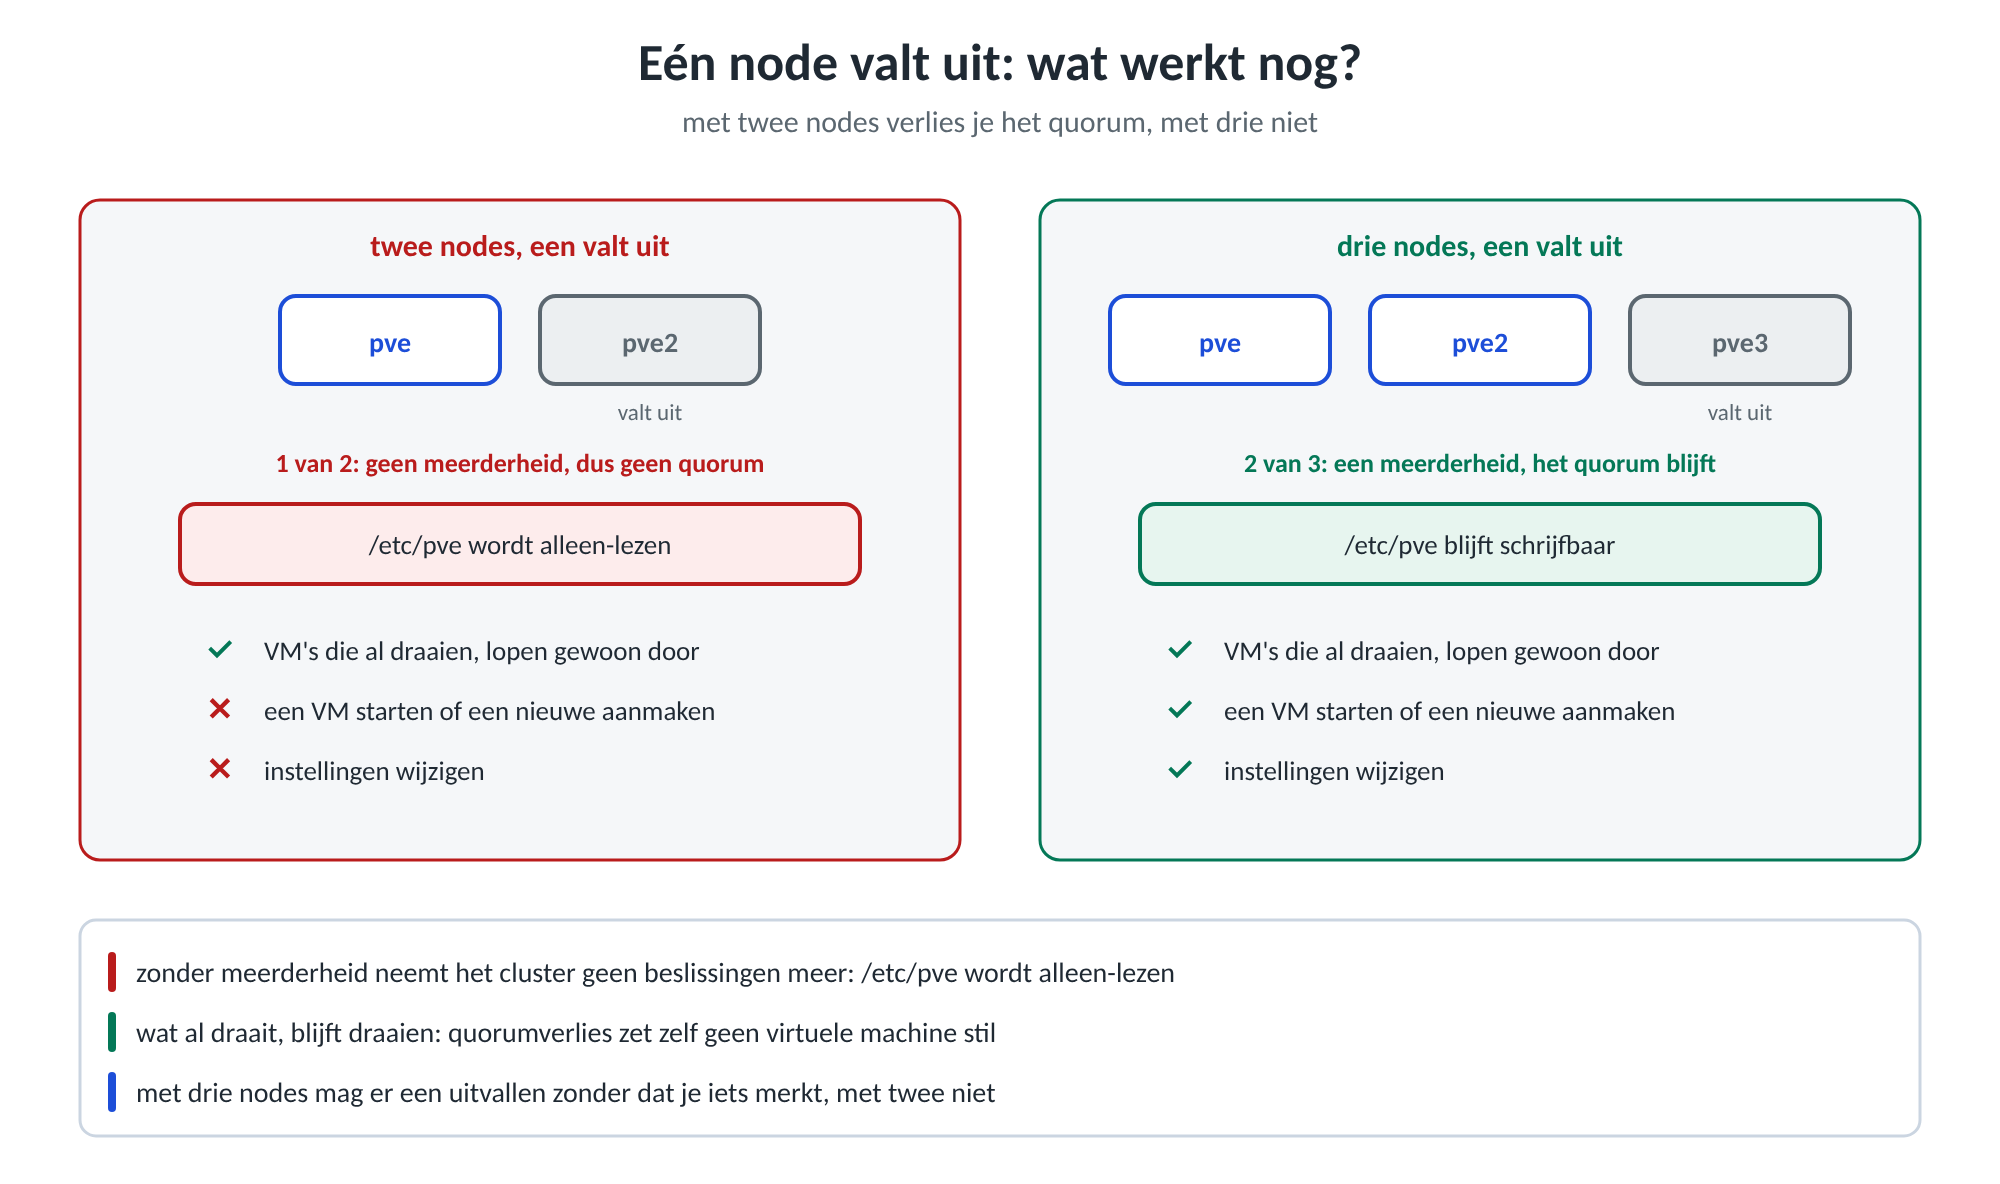 Eén node valt uit: wat werkt nog?
met twee nodes verlies je het quorum, met drie niet
twee nodes, een valt uit
pve
pve2
valt uit
1 van 2: geen meerderheid, dus geen quorum
/etc/pve wordt alleen-lezen
VM's die al draaien, lopen gewoon door
een VM starten of een nieuwe aanmaken
instellingen wijzigen
drie nodes, een valt uit
pve
pve2
pve3
valt uit
2 van 3: een meerderheid, het quorum blijft
/etc/pve blijft schrijfbaar
VM's die al draaien, lopen gewoon door
een VM starten of een nieuwe aanmaken
instellingen wijzigen
zonder meerderheid neemt het cluster geen beslissingen meer: /etc/pve wordt alleen-lezen
wat al draait, blijft draaien: quorumverlies zet zelf geen virtuele machine stil
met drie nodes mag er een uitvallen zonder dat je iets merkt, met twee niet